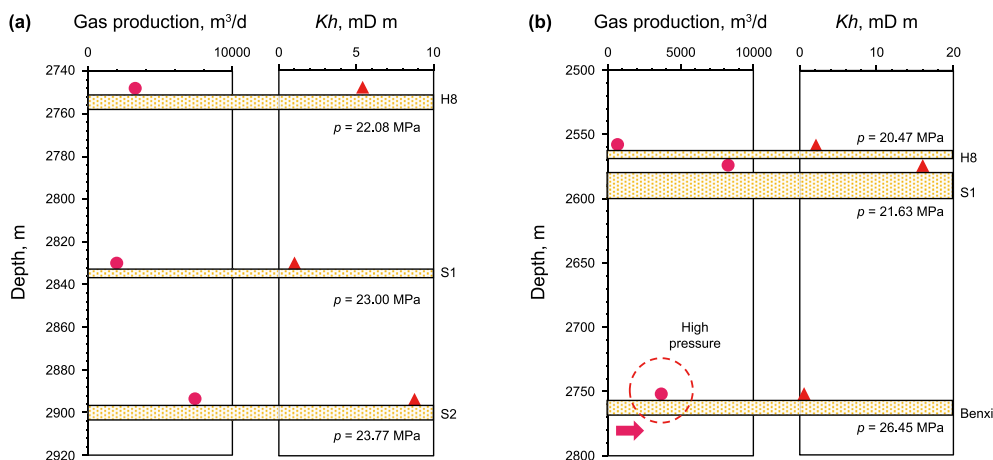 (a)
Gas production, m³/d
Kh, mD m
0 10000 0 5 10
2740
2760
2780
2800
2820
2840
2860
2880
2900
2920
Depth, m
H8
p = 22.08 MPa
S1
p = 23.00 MPa
S2
p = 23.77 MPa
(b)
Gas production, m³/d
Kh, mD m
0 5000 10000 0 10 20
2500
2550
2600
2650
2700
2750
2800
Depth, m
p = 20.47 MPa
H8
S1
p = 21.63 MPa
High
pressure
Benxi
p = 26.45 MPa